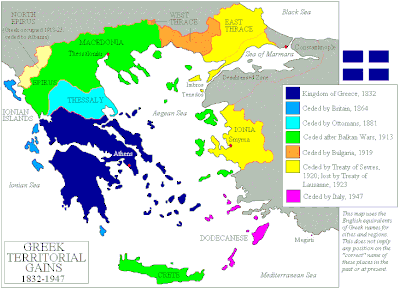 NORTH
EPIRUS
WEST
THRACE
EAST
THRACE
Black Sea
MACEDONIA
Thessaloniki
Constantinople
Sea of Marmara
EPIRUS
Imbros
Tenedos
THESSALY
IONIAN
ISLANDS
Aegean Sea
IONIA
Smyrna
Athens
Ionian Sea
DODECANESE
CRETE
Mediterranean Sea
Kingdom of Greece, 1832
Ceded by Britain, 1864
Ceded by Ottomans, 1881
Ceded after Balkan Wars, 1913
Ceded by Bulgaria, 1919
Ceded by Treaty of Sevres,
1920, lost by Treaty of
Lausanne, 1923
Ceded by Italy, 1947
This map uses the
English equivalents
of Greek names for
cities and regions.
This does not imply
any position on the
"correct" name of
these places in the
past or at present
GREEK
TERRITORIAL
GAINS
1832-1947